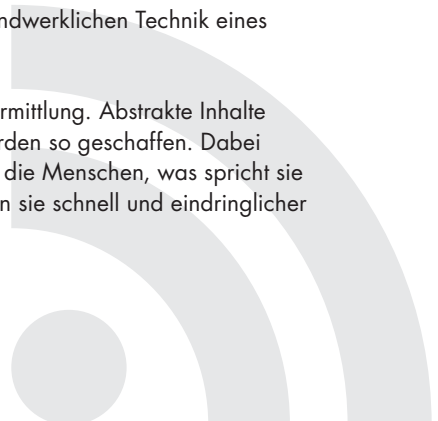 ndwerklichen Technik eines
rmittlung. Abstrakte Inhalte
rden so geschaffen. Dabei
die Menschen, was spricht sie
n sie schnell und eindringlicher